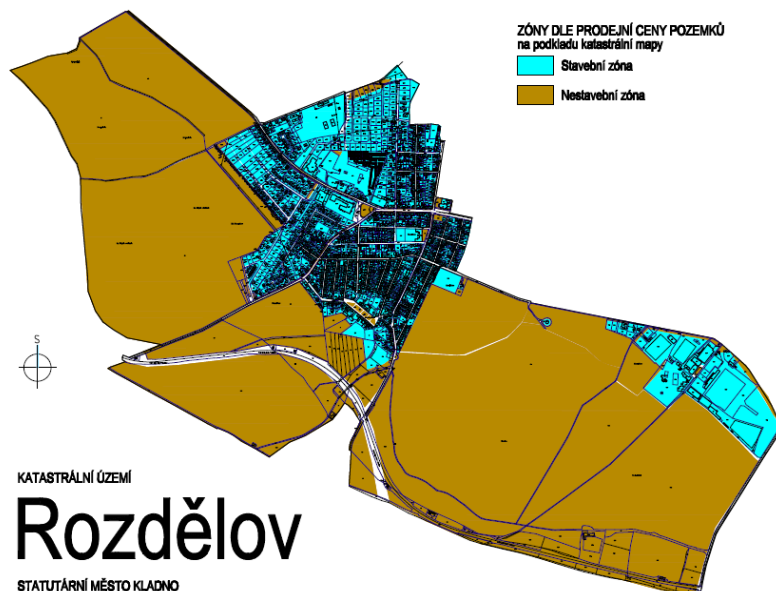 ZÓNY DLE PRODEJNÍ CENY POZEMKŮ
na podkladu katastrální mapy
Stavební zóna
Nestavební zóna
S
KATASTRÁLNÍ ÚZEMÍ
Rozdělov
STATUTÁRNÍ MĚSTO KLADNO